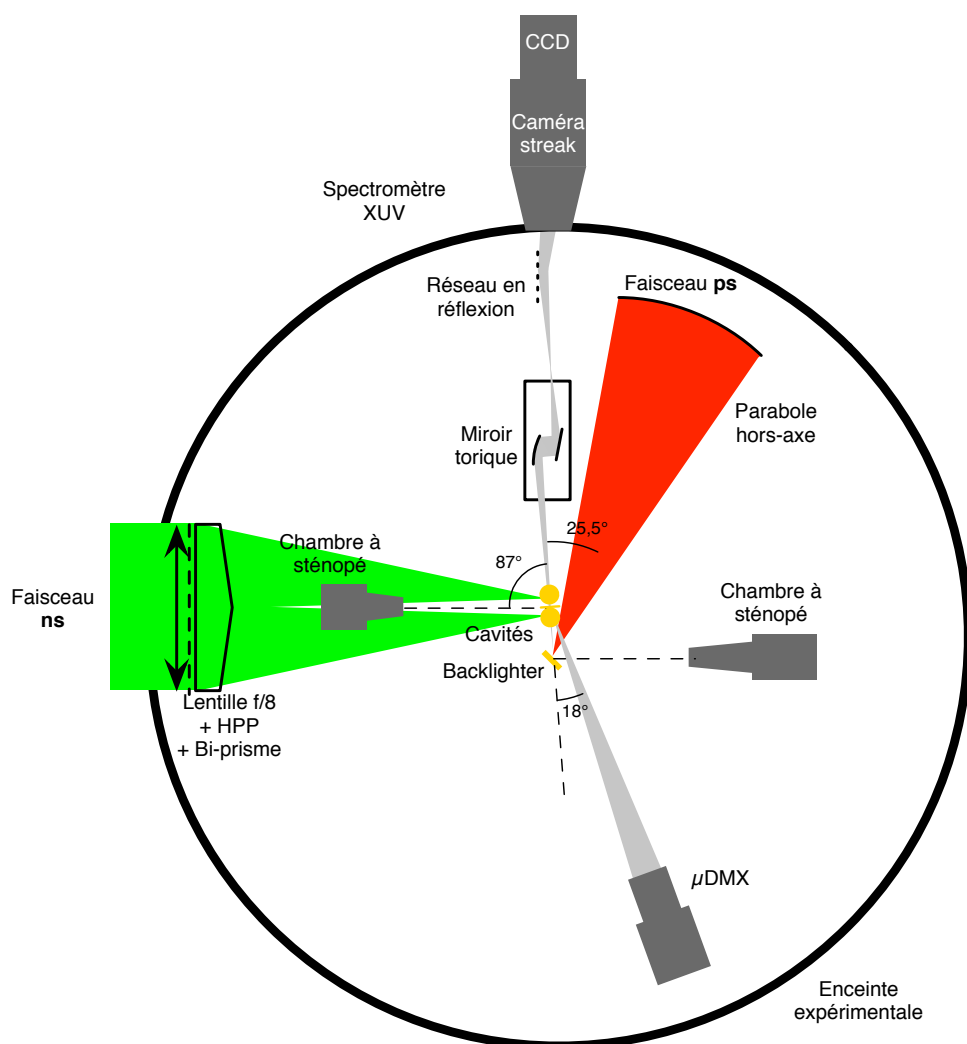 CCD
Caméra
streak
Spectromètre
XUV
Réseau en
réflexion
Faisceau ps
Parabole
hors-axe
Miroir
torique
25,5°
87°
Chambre à
sténopé
Chambre à
sténopé
Faisceau
ns
Cavités
Backlighter
18°
Lentille f/8
+ HPP
+ Bi-prisme
µDMX
Enceinte
expérimentale